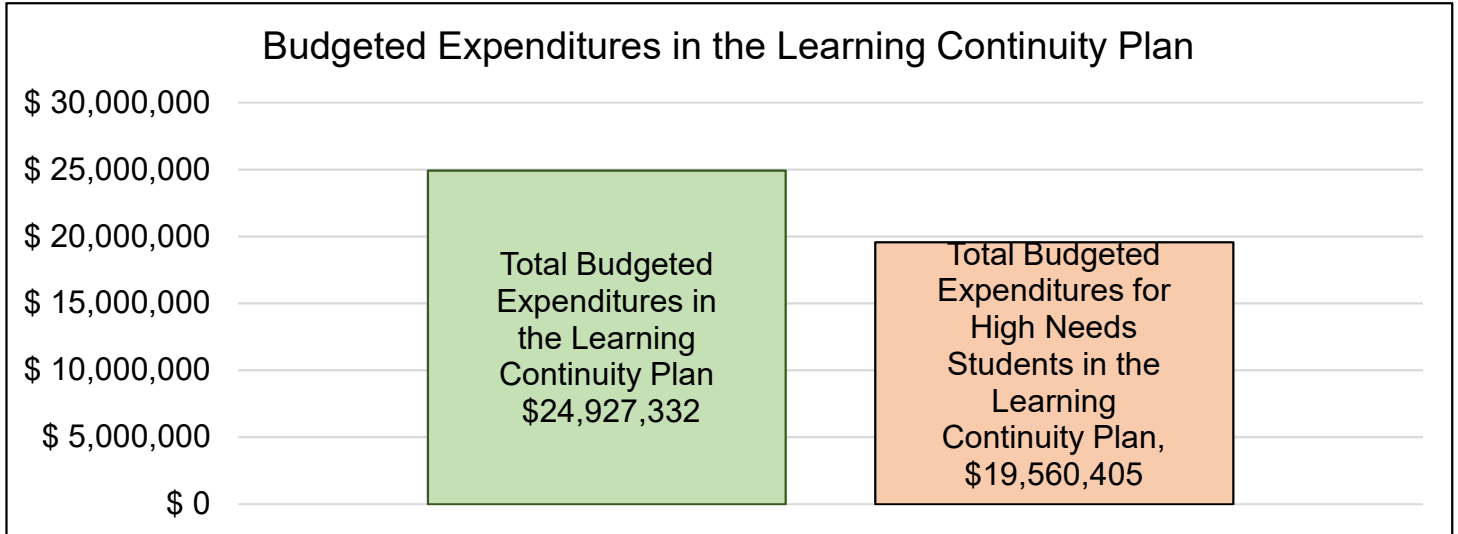 Budgeted Expenditures in the Learning Continuity Plan
$ 30,000,000
$ 25,000,000
$ 20,000,000
$ 15,000,000
$ 10,000,000
$ 5,000,000
$ 0
Total Budgeted
Expenditures in
the Learning
Continuity Plan
$24,927,332
Total Budgeted
Expenditures for
High Needs
Students in the
Learning
Continuity Plan,
$19,560,405